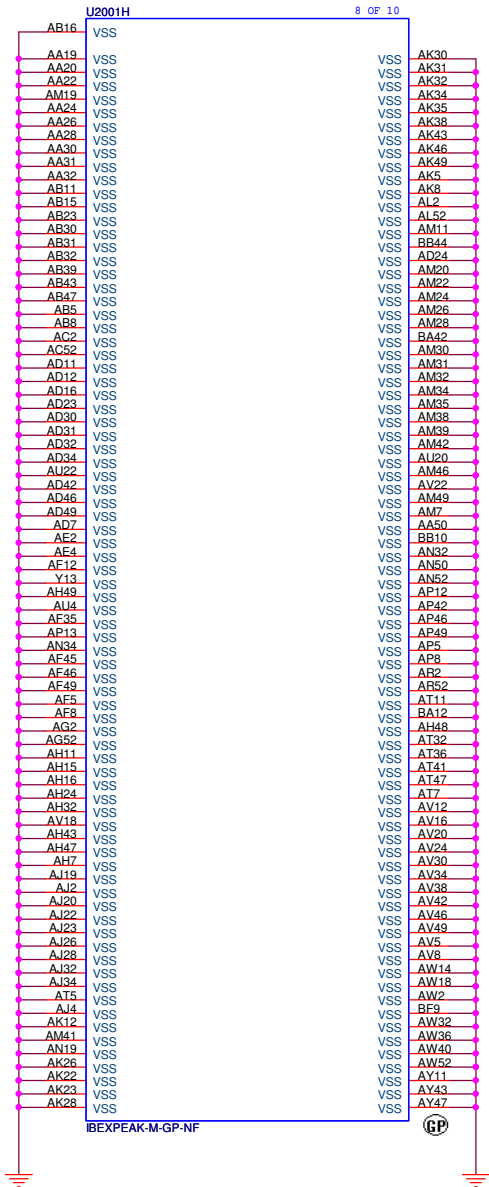 U2001H 8 OF 10
AB16 VSS
AA19 VSS VSS AK30
AA20 VSS VSS AK31
AA22 VSS VSS AK32
AM19 VSS VSS AK34
AA24 VSS VSS AK35
AA26 VSS VSS AK38
AA28 VSS VSS AK43
AA30 VSS VSS AK46
AA31 VSS VSS AK49
AA32 VSS VSS AK5
AB11 VSS VSS AK8
AB15 VSS VSS AL2
AB23 VSS VSS AL52
AB30 VSS VSS AM11
AB31 VSS VSS BB44
AB32 VSS VSS AD24
AB39 VSS VSS AM20
AB43 VSS VSS AM22
AB47 VSS VSS AM24
AB5 VSS VSS AM26
AB8 VSS VSS AM28
AC2 VSS VSS BA42
AC52 VSS VSS AM30
AD11 VSS VSS AM31
AD12 VSS VSS AM32
AD16 VSS VSS AM34
AD23 VSS VSS AM35
AD30 VSS VSS AM38
AD31 VSS VSS AM39
AD32 VSS VSS AM42
AD34 VSS VSS AU20
AU22 VSS VSS AM46
AD42 VSS VSS AV22
AD46 VSS VSS AM49
AD49 VSS VSS AM7
AD7 VSS VSS AA50
AE2 VSS VSS BB10
AE4 VSS VSS AN32
AF12 VSS VSS AN50
Y13 VSS VSS AN52
AH49 VSS VSS AP12
AU4 VSS VSS AP42
AF35 VSS VSS AP46
AP13 VSS VSS AP49
AN34 VSS VSS AP5
AF45 VSS VSS AP8
AF46 VSS VSS AR2
AF49 VSS VSS AR52
AF5 VSS VSS AT11
AF8 VSS VSS BA12
AG2 VSS VSS AH48
AG52 VSS VSS AT32
AH11 VSS VSS AT36
AH15 VSS VSS AT41
AH16 VSS VSS AT47
AH24 VSS VSS AT7
AH32 VSS VSS AV12
AV18 VSS VSS AV16
AH43 VSS VSS AV20
AH47 VSS VSS AV24
AH7 VSS VSS AV30
AJ19 VSS VSS AV34
AJ2 VSS VSS AV38
AJ20 VSS VSS AV42
AJ22 VSS VSS AV46
AJ23 VSS VSS AV49
AJ26 VSS VSS AV5
AJ28 VSS VSS AV8
AJ32 VSS VSS AW14
AJ34 VSS VSS AW18
AT5 VSS VSS AW2
AJ4 VSS VSS BF9
AK12 VSS VSS AW32
AM41 VSS VSS AW36
AN19 VSS VSS AW40
AK26 VSS VSS AW52
AK22 VSS VSS AY11
AK23 VSS VSS AY43
AK28 VSS VSS AY47
IBEXPEAK-M-GP-NF GP